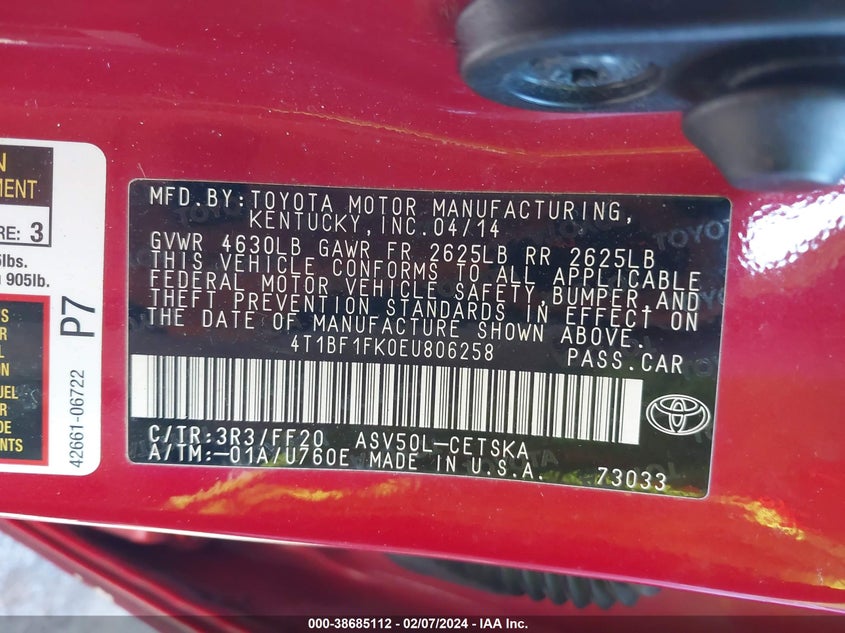 MFD.BY: TOYOTA MOTOR MANUFACTURING,
KENTUCKY, INC. 04/14
GVWR 4630LB GAWR FR 2625LB RR 2625LB
THIS VEHICLE CONFORMS TO ALL APPLICABLE
FEDERAL MOTOR VEHICLE SAFETY, BUMPER, AND
THEFT PREVENTION STANDARDS IN EFFECT ON
THE DATE OF MANUFACTURE SHOWN ABOVE.
4T1BF1FK0EU806258 PASS.CAR
C/TR: 3R3/FF20 ASV50L-CETSKA
A/TM: -01A/U760E MADE IN U.S.A. 73033
RE: 3
lbs.
905lb.
P7
42661-06722
000-38685112 - 02/07/2024 - IAA Inc.